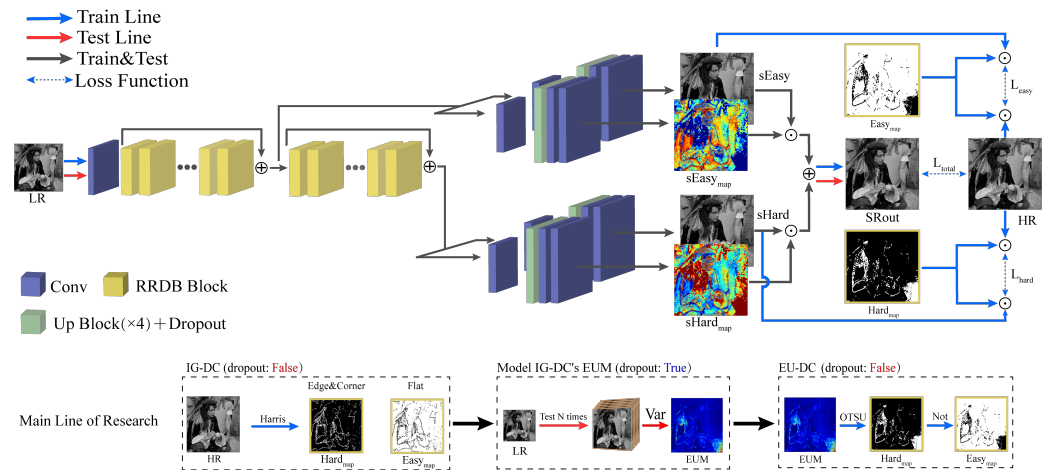 Train Line
Test Line
Train&Test
Loss Function
LR
sEasy
sEasy_map
sHard
sHard_map
Easy_map
L_easy
SRout
L_total
HR
L_hard
Hard_map
Conv
RRDB Block
Up Block(×4)+Dropout
Main Line of Research
IG-DC (dropout: False)
Edge&Corner
Flat
Harris
HR
Hard_map
Easy_map
Model IG-DC's EUM (dropout: True)
Test N times
Var
LR
EUM
EU-DC (dropout: False)
OTSU
Not
EUM
Hard_map
Easy_map